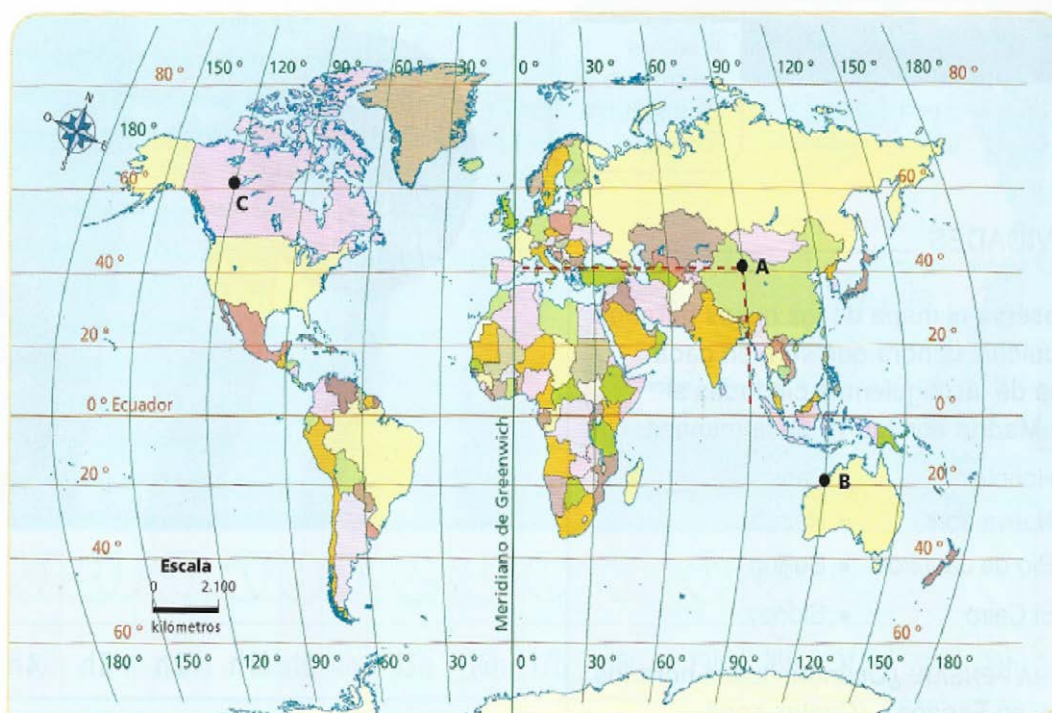 80° 150° 120° 90° 60° 30° 0° 30° 60° 90° 120° 150° 180° 80°
N
O E
S
180°
60° 60°
C
A
40° 40°
20° 20°
0° Ecuador 0°
Meridiano de Greenwich
20° 20°
B
40° 40°
Escala
0 2.100
kilómetros
60° 60°
180° 150° 120° 90° 60° 30° 0° 30° 60° 90° 120° 150° 180°